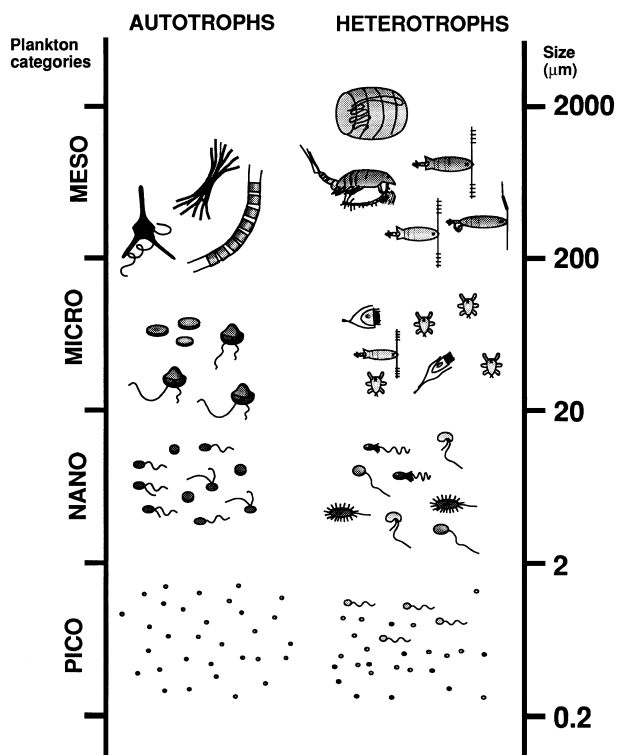 AUTOTROPHS
HETEROTROPHS
Plankton
categories
Size
(μm)
2000
MESO
200
MICRO
20
NANO
2
PICO
0.2